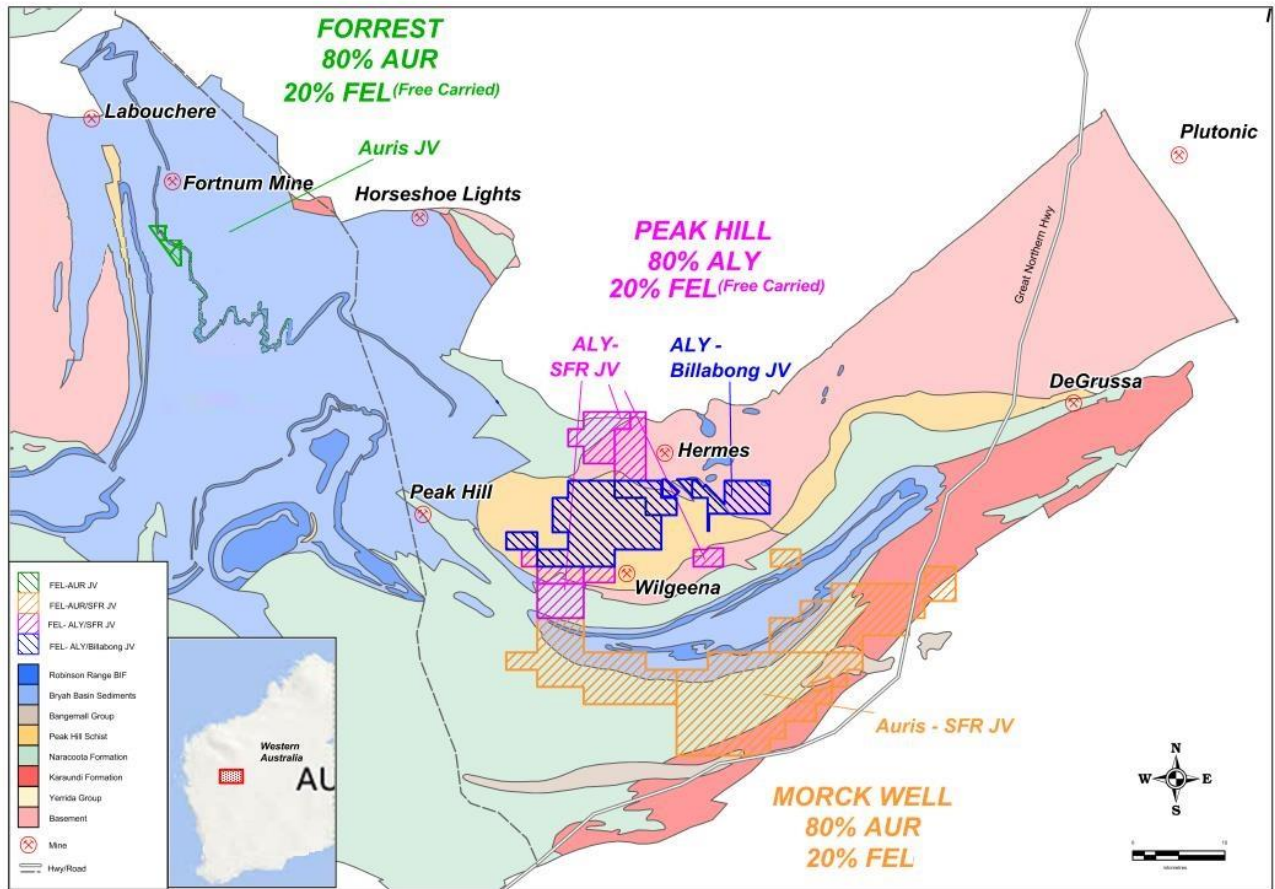 FORREST
80% AUR
20% FEL (Free Carried)
Labouchere
Auris JV
Plutonic
Fortnum Mine
Horseshoe Lights
PEAK HILL
80% ALY
20% FEL (Free Carried)
Great Northern Hwy
ALY-
SFR JV
ALY -
Billabong JV
DeGrussa
Hermes
Peak Hill
Wilgeena
FEL-AUR JV
FEL-AUR/SFR JV
FEL- ALY/SFR JV
FEL- ALY/Billabong JV
Robinson Range BIF
Bryah Basin Sediments
Bangemall Group
Peak Hill Schist
Naracoota Formation
Karaundi Formation
Yerrida Group
Basement
Mine
Hwy/Road
Western
Australia
AU
Auris - SFR JV
MORCK WELL
80% AUR
20% FEL
N
W E
S
0 10
kilometres